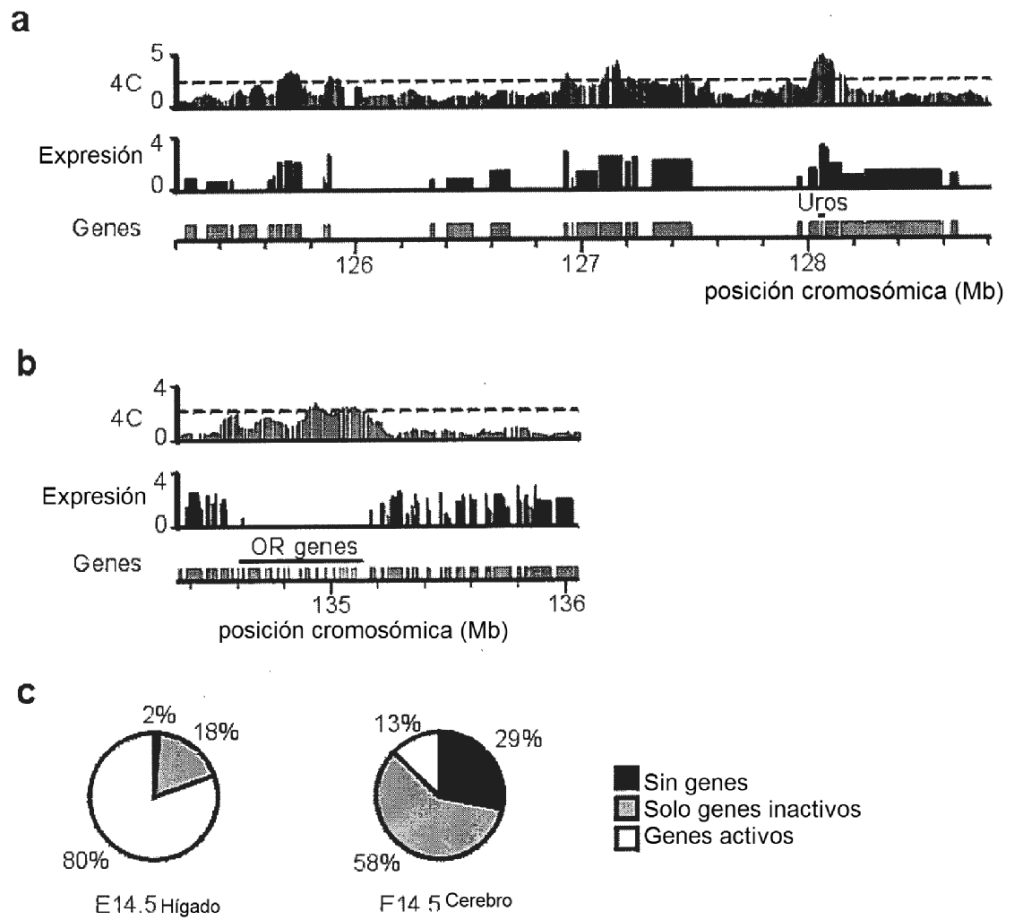 a
5
4C
0
4
Expresión
0
Uros
Genes
126 127 128
posición cromosómica (Mb)
b
4
4C
0
4
Expresión
0
OR genes
Genes
135 136
posición cromosómica (Mb)
c
2%
18%
80%
E14.5 Hígado
13%
29%
58%
E14.5 Cerebro
Sin genes
Solo genes inactivos
Genes activos